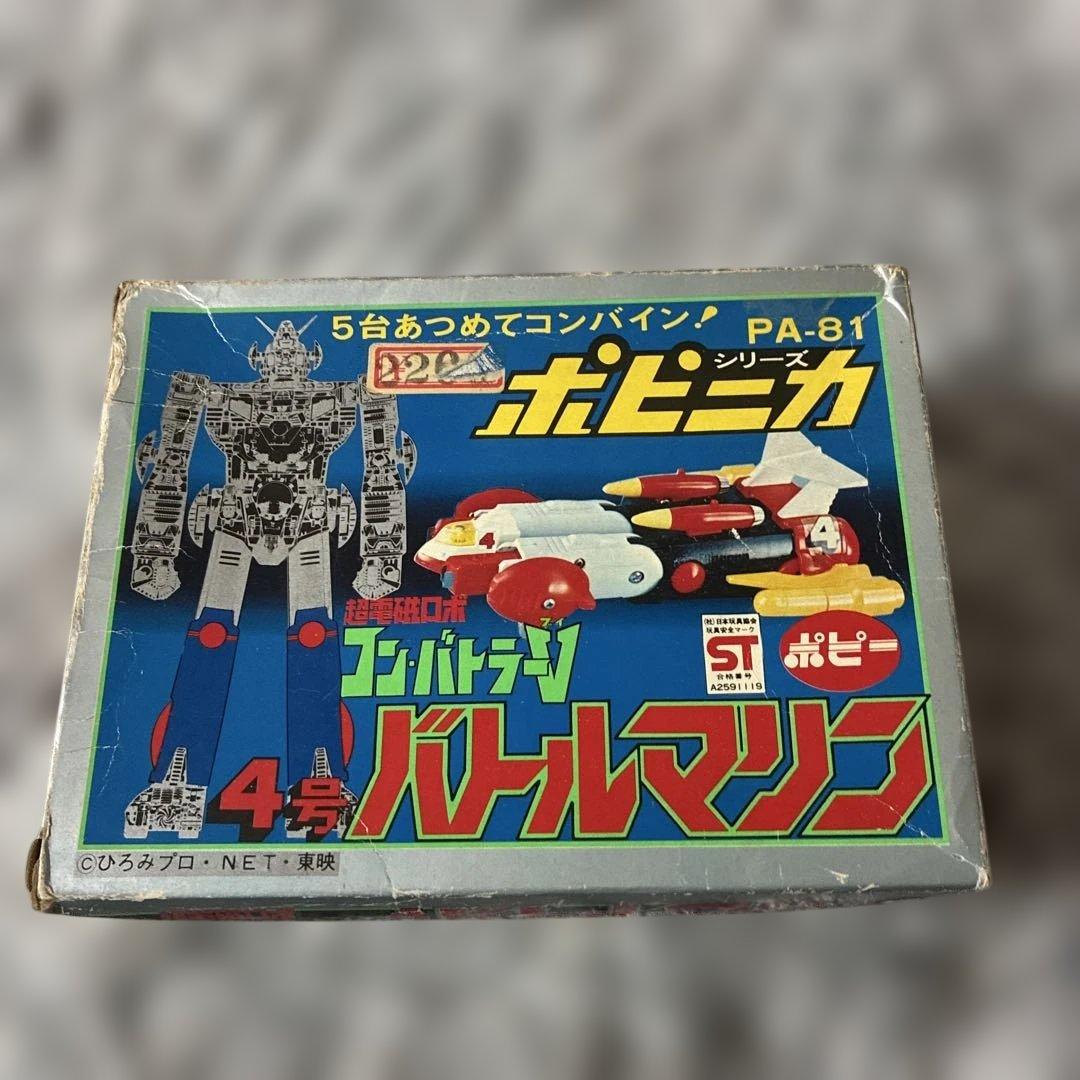 5台あつめてコンバイン!
PA-81
シリーズ
ポピニカ
4
4
超電磁ロボ
ブイ
コン・バトラーV
(社)日本玩具協会
玩具安全マーク
ST
合格番号
A2591119
ポピー
4号
バトルマリン
©ひろみプロ・NET・東映